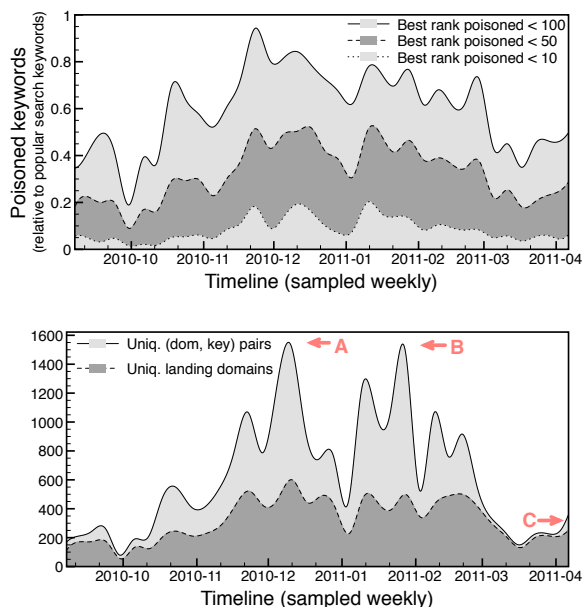 1
0.8
0.6
0.4
0.2
0
Poisoned keywords
(relative to popular search keywords)
Best rank poisoned < 100
Best rank poisoned < 50
Best rank poisoned < 10
2010-10 2010-11 2010-12 2011-01 2011-02 2011-03 2011-04
Timeline (sampled weekly)
1600
1400
1200
1000
800
600
400
200
0
Uniq. (dom, key) pairs
Uniq. landing domains
A
B
C
2010-10 2010-11 2010-12 2011-01 2011-02 2011-03 2011-04
Timeline (sampled weekly)